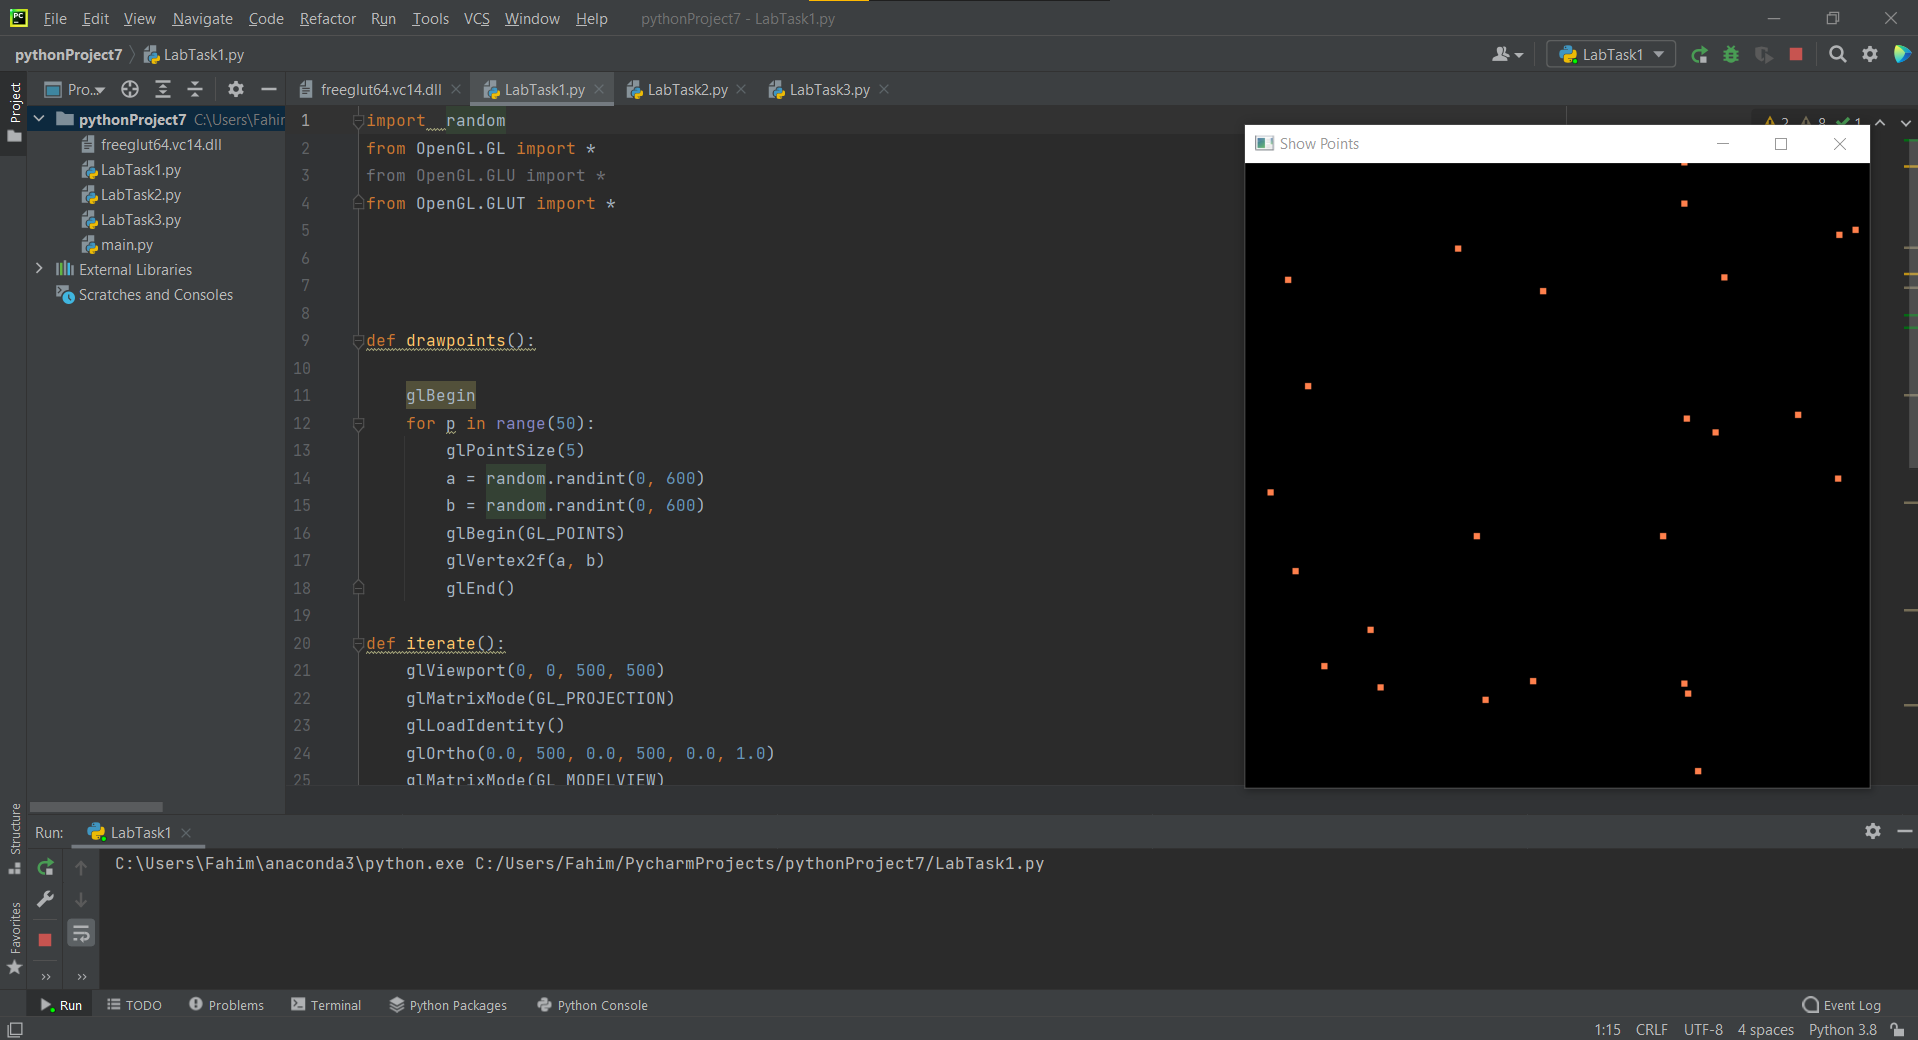 File Edit View Navigate Code Refactor Run Tools VCS Window Help pythonProject7 - LabTask1.py
pythonProject7 LabTask1.py LabTask1
Project
Pro... freeglut64.vc14.dll LabTask1.py LabTask2.py LabTask3.py
pythonProject7 C:\Users\Fahim
freeglut64.vc14.dll
LabTask1.py
LabTask2.py
LabTask3.py
main.py
External Libraries
Scratches and Consoles
1 import  random
2 from OpenGL.GL import *
3 from OpenGL.GLU import *
4 from OpenGL.GLUT import *
5
6
7
8
9 def drawpoints():
10
11 glBegin
12 for p in range(50):
13 glPointSize(5)
14 a = random.randint(0, 600)
15 b = random.randint(0, 600)
16 glBegin(GL_POINTS)
17 glVertex2f(a, b)
18 glEnd()
19
20 def iterate():
21 glViewport(0, 0, 500, 500)
22 glMatrixMode(GL_PROJECTION)
23 glLoadIdentity()
24 glOrtho(0.0, 500, 0.0, 500, 0.0, 1.0)
25 glMatrixMode(GL_MODELVIEW)
2 8 1
Show Points
Structure
Favorites
Run: LabTask1
C:\Users\Fahim\anaconda3\python.exe C:/Users/Fahim/PycharmProjects/pythonProject7/LabTask1.py
Run TODO Problems Terminal Python Packages Python Console Event Log
1:15 CRLF UTF-8 4 spaces Python 3.8